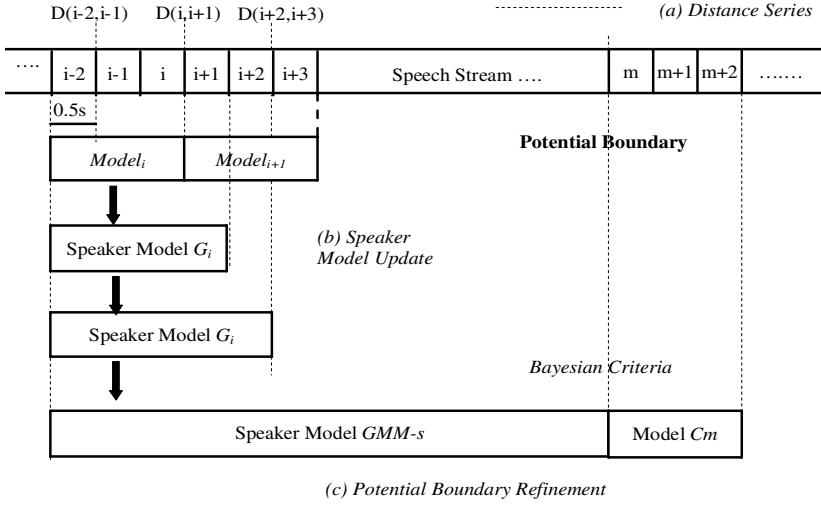 D(i-2,i-1) D(i,i+1) D(i+2,i+3) (a) Distance Series
.... i-2 i-1 i i+1 i+2 i+3 Speech Stream .... m m+1 m+2 .......
0.5s
Potential Boundary
Model_i Model_{i+1}
Speaker Model G_i
(b) Speaker
Model Update
Speaker Model G_i
Bayesian Criteria
Speaker Model GMM-s Model Cm
(c) Potential Boundary Refinement